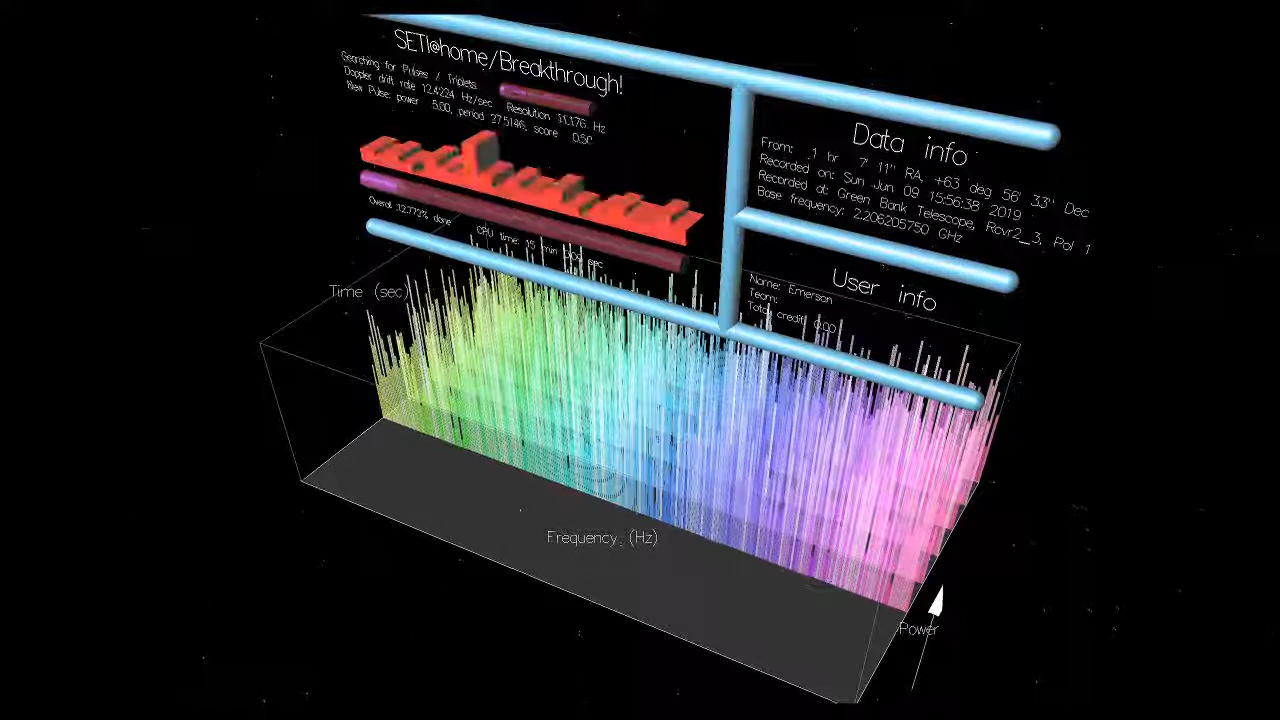 SETI@home/Breakthrough!
Searching for Pulses / Triplets
Doppler drift rate 12.4224 Hz/sec Resolution 11.176 Hz
New Pulse: power 5.00, period 27.5146, score 0.50
Overall 12.773% done
CPU time: 15 min sec
Data info
From: 1 hr 7' 11" RA, +63 deg 56' 33" Dec
Recorded on: Sun Jun 09 15:56:38 2019
Recorded at: Green Bank Telescope, Rcvr2_3, Pol 1
Base frequency: 2.206205750 GHz
User info
Name: Emerson
Team:
Total credit: 0.00
Time (sec)
Frequency (Hz)
Power